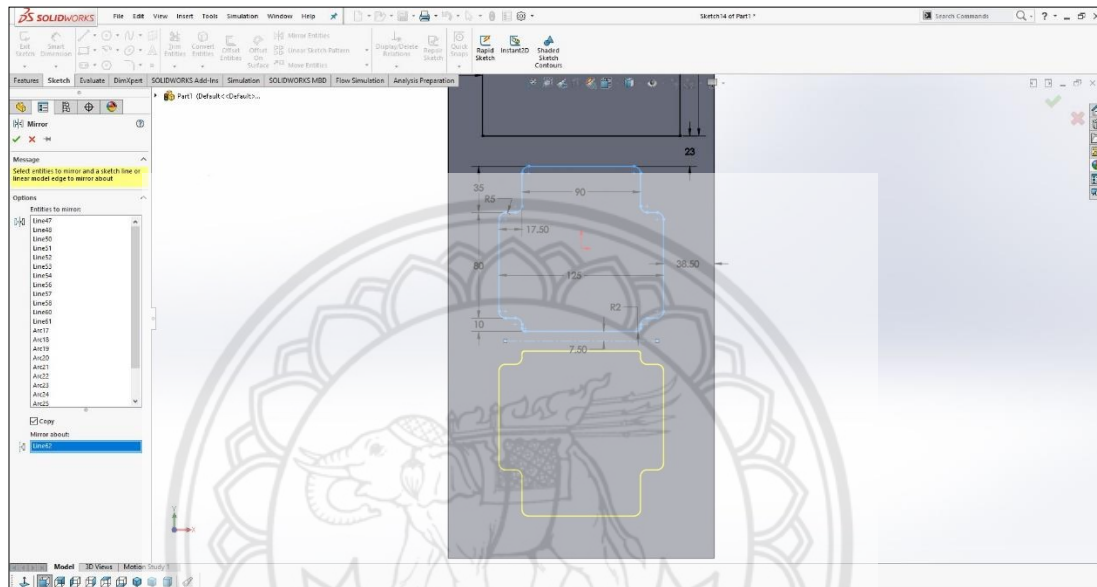 SOLIDWORKS File Edit View Insert Tools Simulation Window Help Sketch14 of Part1 * Search Commands
Exit Sketch Smart Dimension Trim Entities Convert Entities Offset Entities Offset On Surface Mirror Entities Linear Sketch Pattern Move Entities Display/Delete Relations Repair Sketch Quick Snaps Rapid Sketch Instant2D Shaded Sketch Contours
Features Sketch Evaluate DimXpert SOLIDWORKS Add-Ins Simulation SOLIDWORKS MBD Flow Simulation Analysis Preparation
Part1 (Default<<Default>...
Mirror
Message
Select entities to mirror and a sketch line or
linear model edge to mirror about
Options
Entities to mirror:
Line47
Line50
Line51
Line52
Line53
Line54
Line56
Line57
Line58
Line60
Line61
Arc17
Arc18
Arc19
Arc20
Arc21
Arc22
Arc23
Arc24
Arc25
Copy
Mirror about:
Line62
23
35
90
R5
17.50
38.50
80
125
R2
10
7.50
Y
X
Model 3D Views Motion Study 1